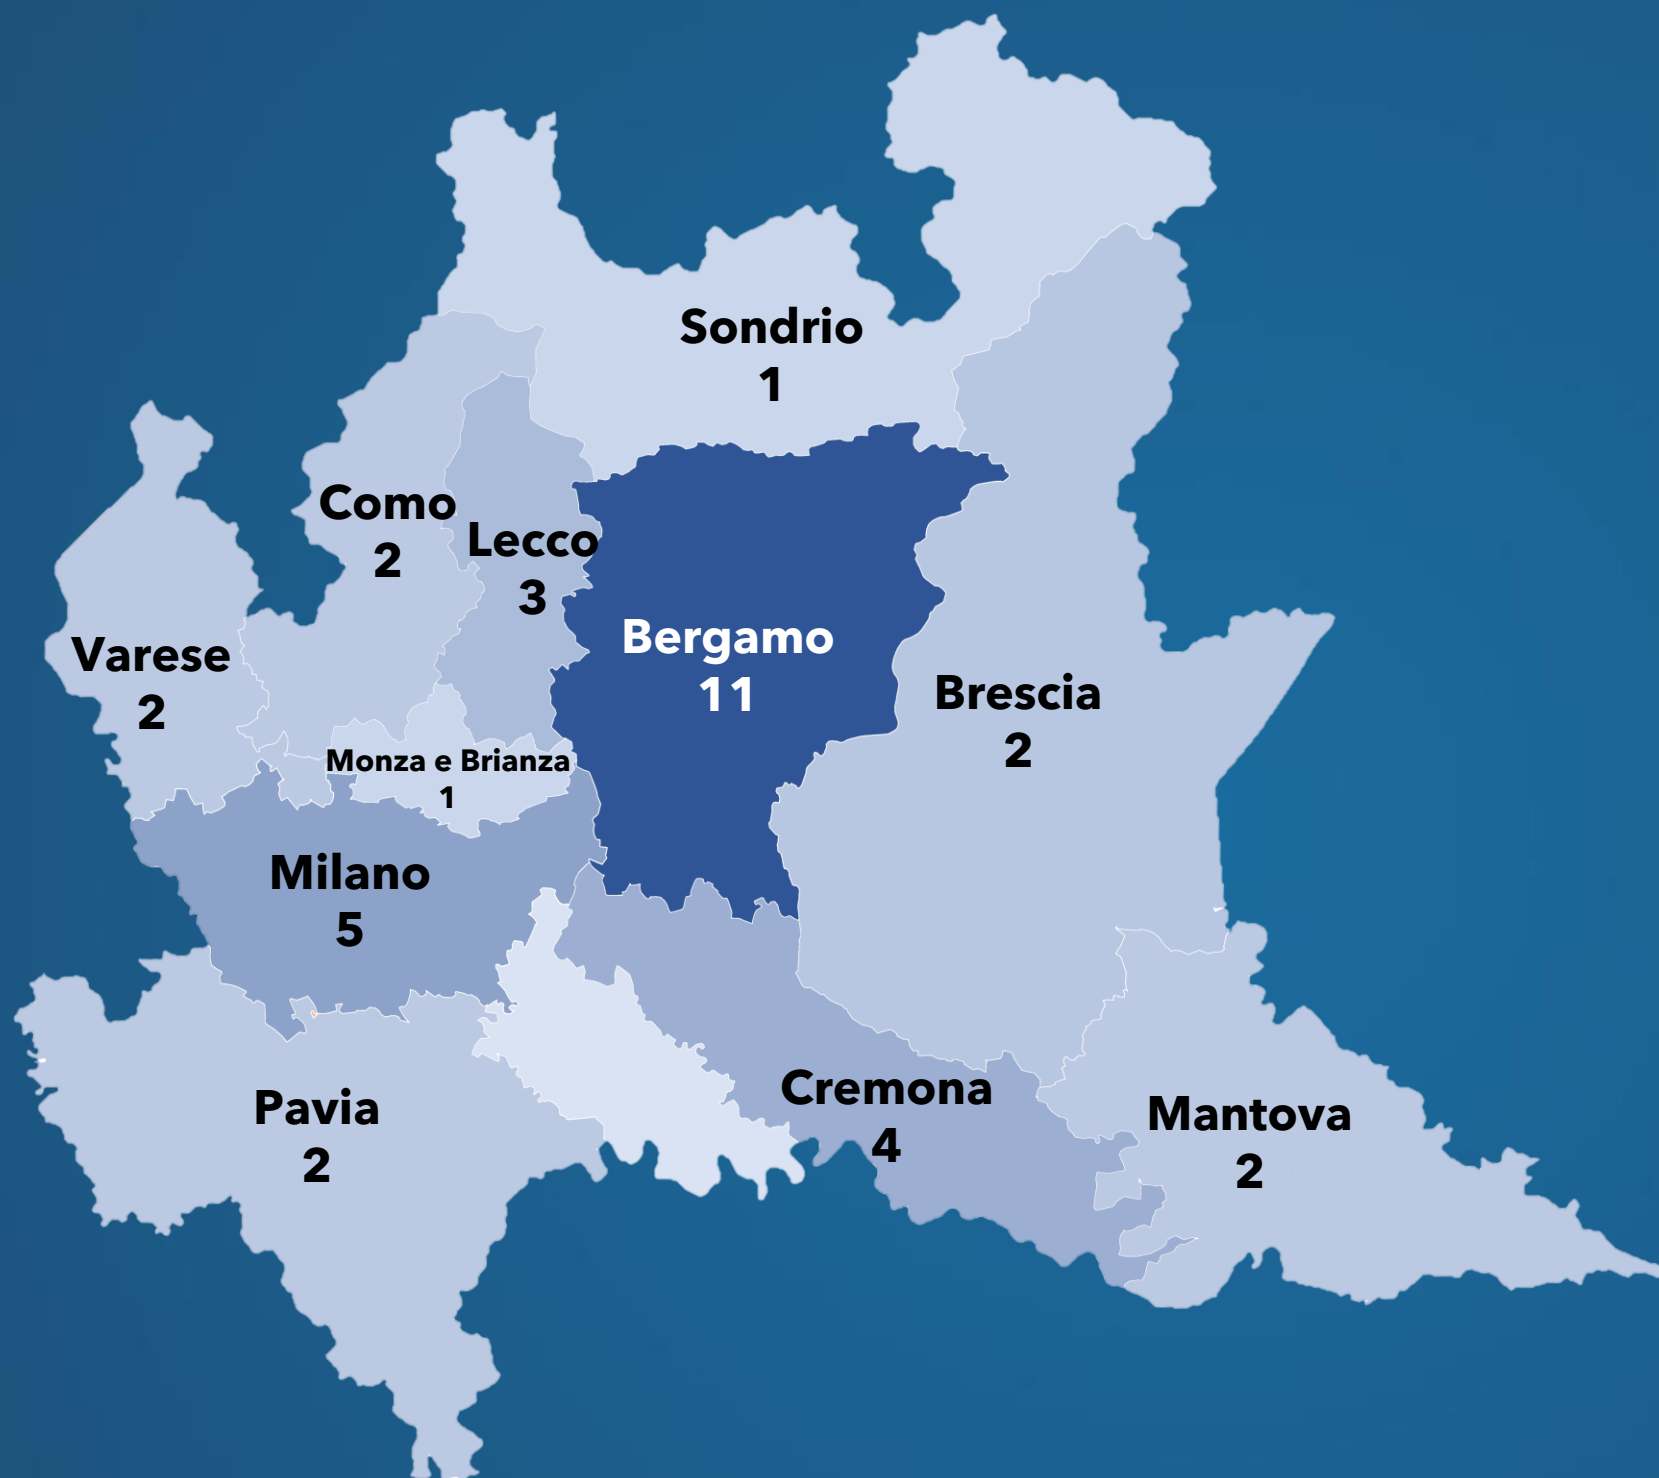 Sondrio
1
Como
2
Lecco
3
Bergamo
11
Varese
2
Brescia
2
Monza e Brianza
1
Milano
5
Pavia
2
Cremona
4
Mantova
2